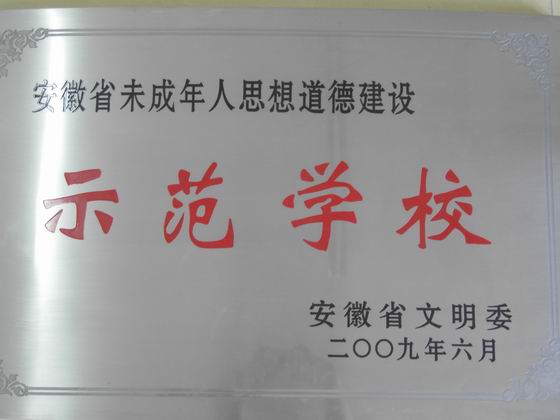 安徽省未成年人思想道德建设
示范学校
安徽省文明委
二〇〇九年六月